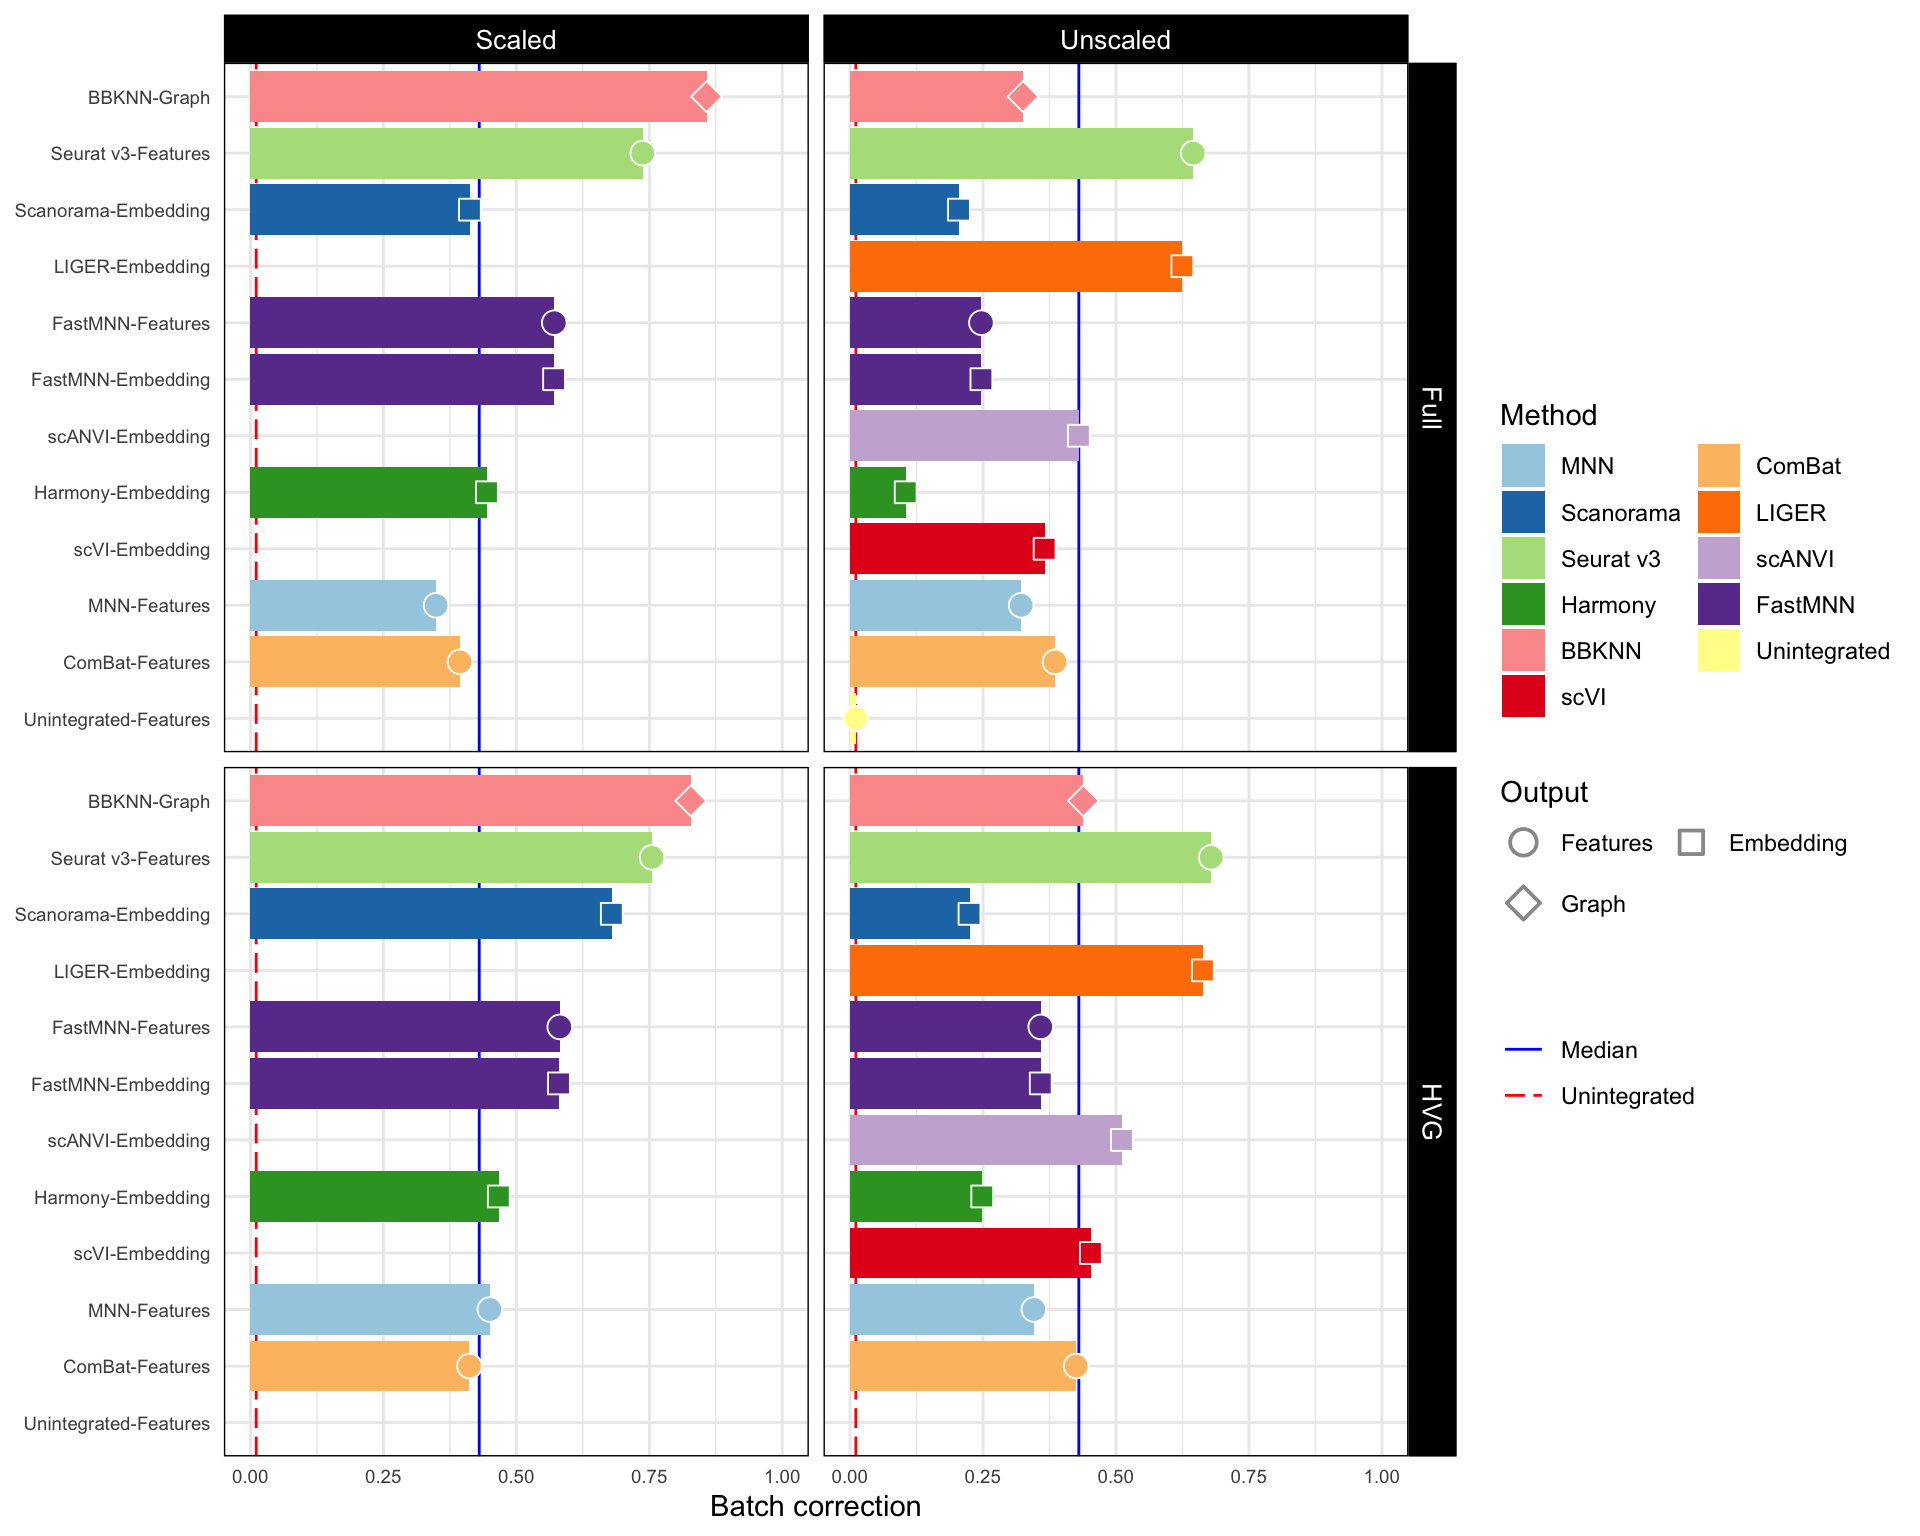 Scaled
Unscaled
BBKNN-Graph
Seurat v3-Features
Scanorama-Embedding
LIGER-Embedding
FastMNN-Features
FastMNN-Embedding
scANVI-Embedding
Harmony-Embedding
scVI-Embedding
MNN-Features
ComBat-Features
Unintegrated-Features
Full
BBKNN-Graph
Seurat v3-Features
Scanorama-Embedding
LIGER-Embedding
FastMNN-Features
FastMNN-Embedding
scANVI-Embedding
Harmony-Embedding
scVI-Embedding
MNN-Features
ComBat-Features
Unintegrated-Features
HVG
0.00 0.25 0.50 0.75 1.00
0.00 0.25 0.50 0.75 1.00
Batch correction
Method
MNN
Scanorama
Seurat v3
Harmony
BBKNN
scVI
ComBat
LIGER
scANVI
FastMNN
Unintegrated
Output
Features
Embedding
Graph
Median
Unintegrated